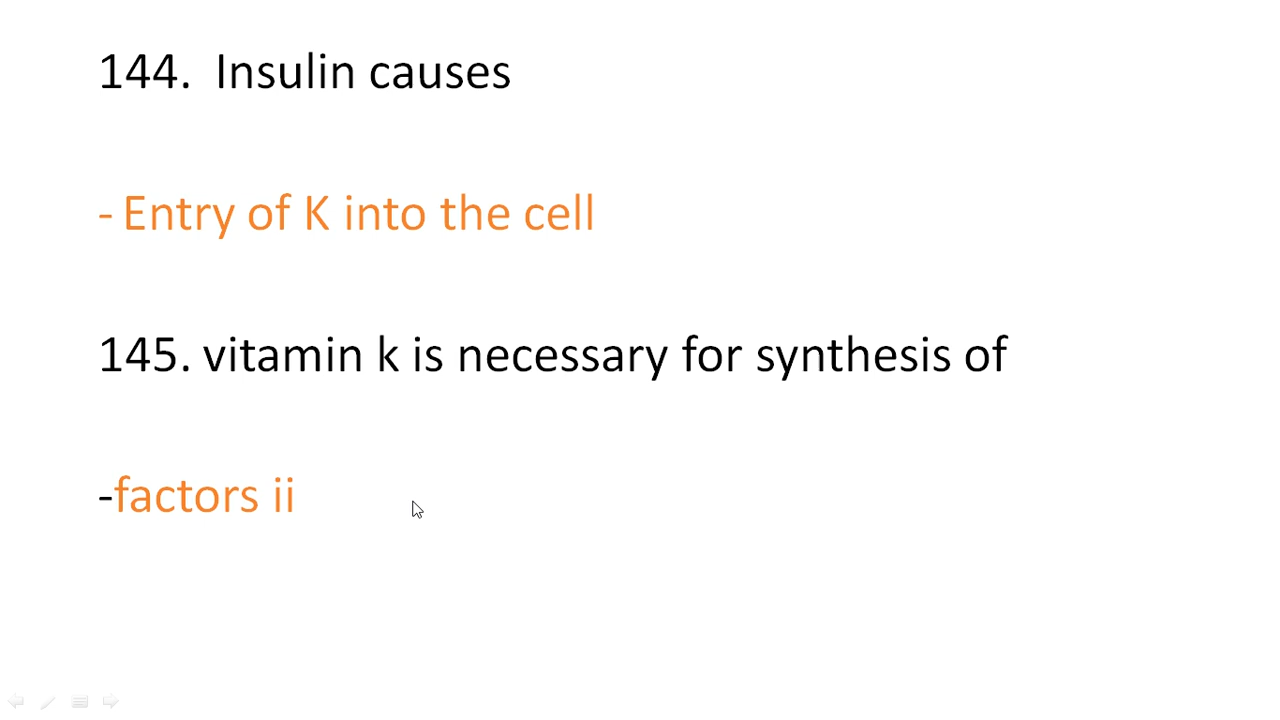 144. Insulin causes
- Entry of K into the cell
145. vitamin k is necessary for synthesis of
-factors ii